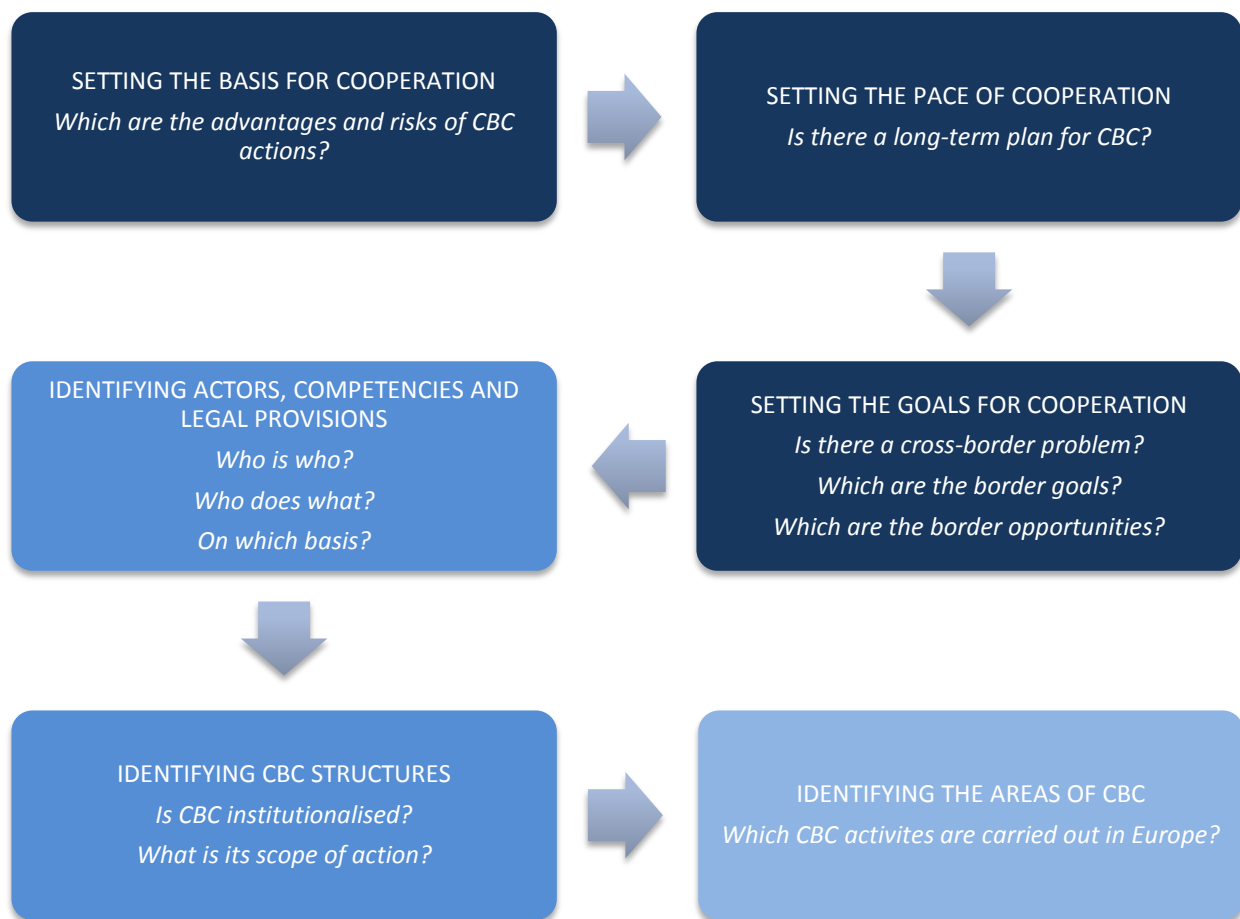 SETTING THE BASIS FOR COOPERATION
Which are the advantages and risks of CBC
actions?
SETTING THE PACE OF COOPERATION
Is there a long-term plan for CBC?
SETTING THE GOALS FOR COOPERATION
Is there a cross-border problem?
Which are the border goals?
Which are the border opportunities?
IDENTIFYING ACTORS, COMPETENCIES AND
LEGAL PROVISIONS
Who is who?
Who does what?
On which basis?
IDENTIFYING CBC STRUCTURES
Is CBC institutionalised?
What is its scope of action?
IDENTIFYING THE AREAS OF CBC
Which CBC activites are carried out in Europe?